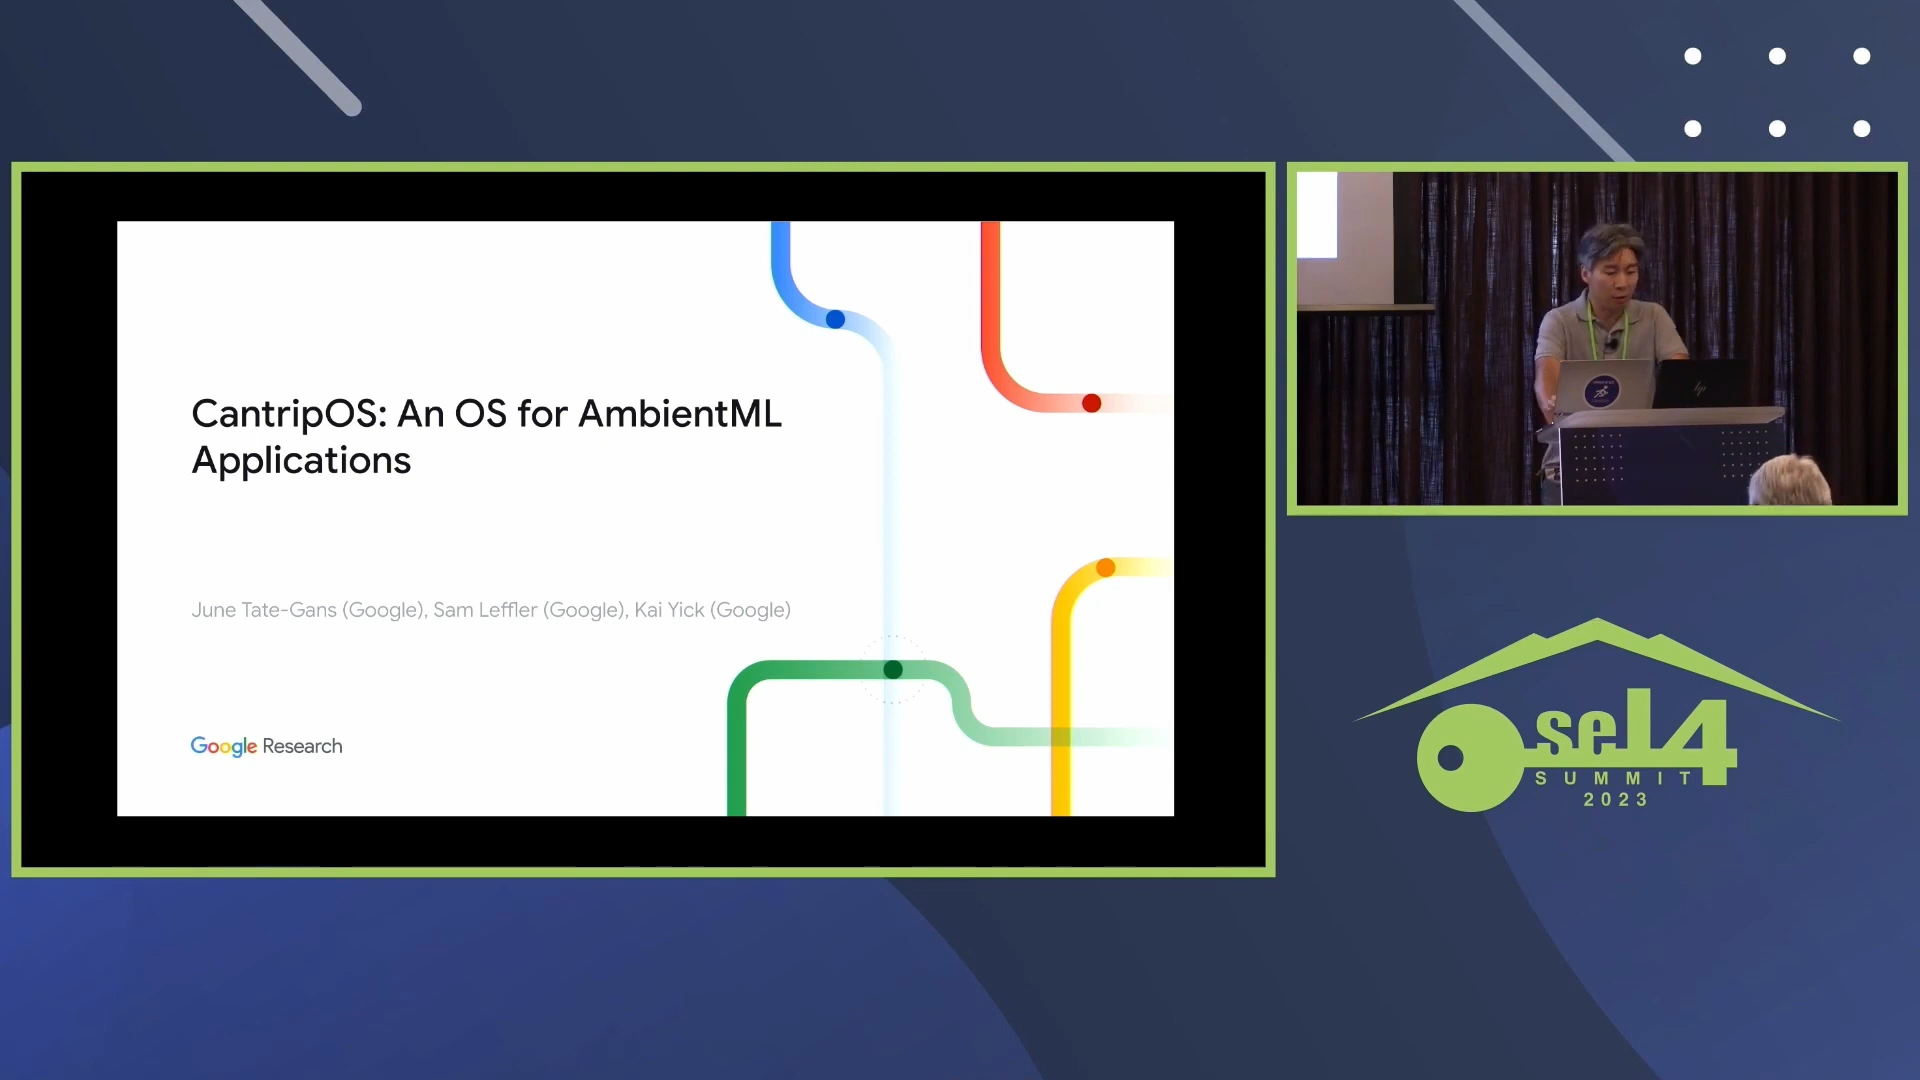 CantripOS: An OS for AmbientML
Applications
June Tate-Gans (Google), Sam Leffler (Google), Kai Yick (Google)
Google Research
hp
seL4
SUMMIT
2023